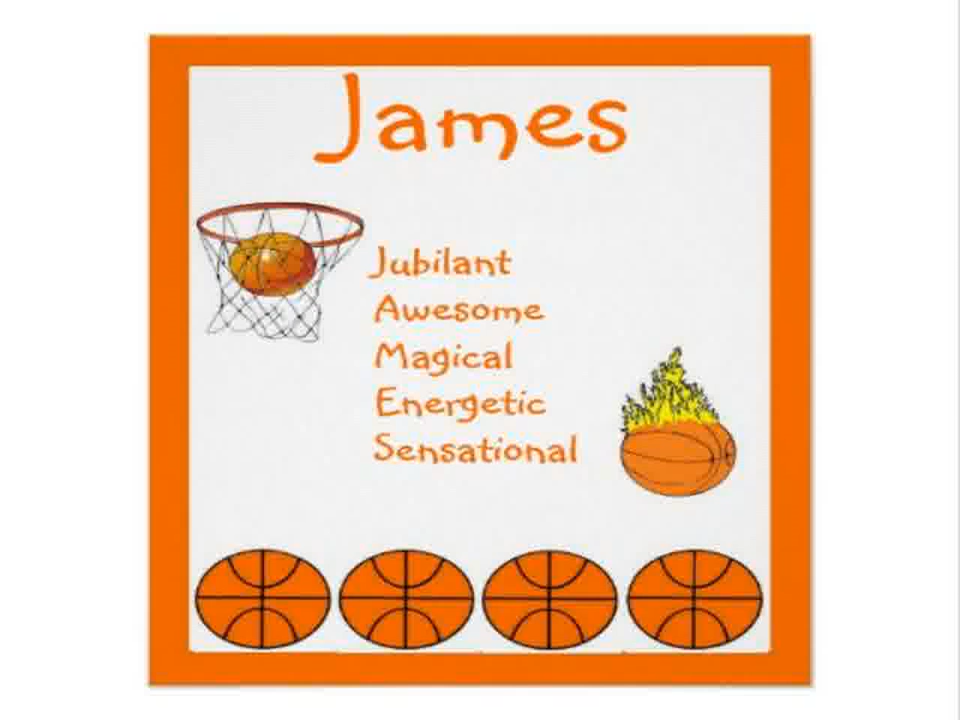 James
Jubilant
Awesome
Magical
Energetic
Sensational